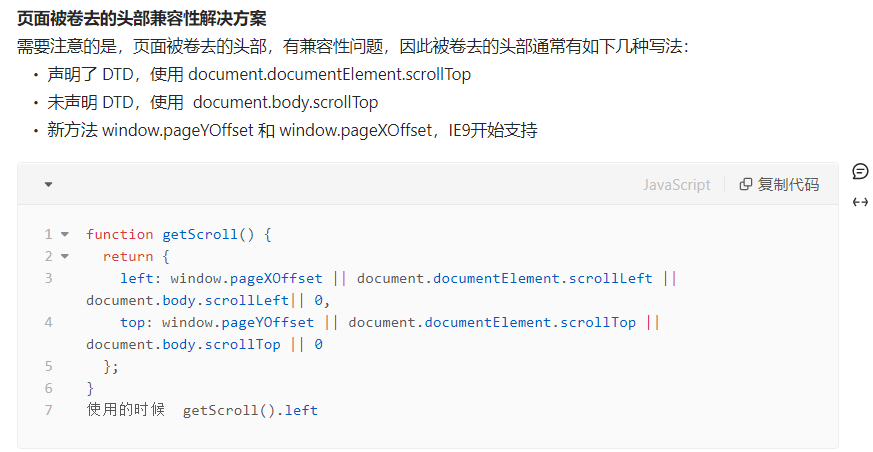 页面被卷去的头部兼容性解决方案
需要注意的是，页面被卷去的头部，有兼容性问题，因此被卷去的头部通常有如下几种写法：
• 声明了 DTD，使用 document.documentElement.scrollTop
• 未声明 DTD，使用  document.body.scrollTop
• 新方法 window.pageYOffset 和 window.pageXOffset，IE9开始支持
JavaScript 复制代码
1 function getScroll() {
2   return {
3     left: window.pageXOffset || document.documentElement.scrollLeft ||
document.body.scrollLeft|| 0,
4     top: window.pageYOffset || document.documentElement.scrollTop ||
document.body.scrollTop || 0
5   };
6 }
7 使用的时候  getScroll().left